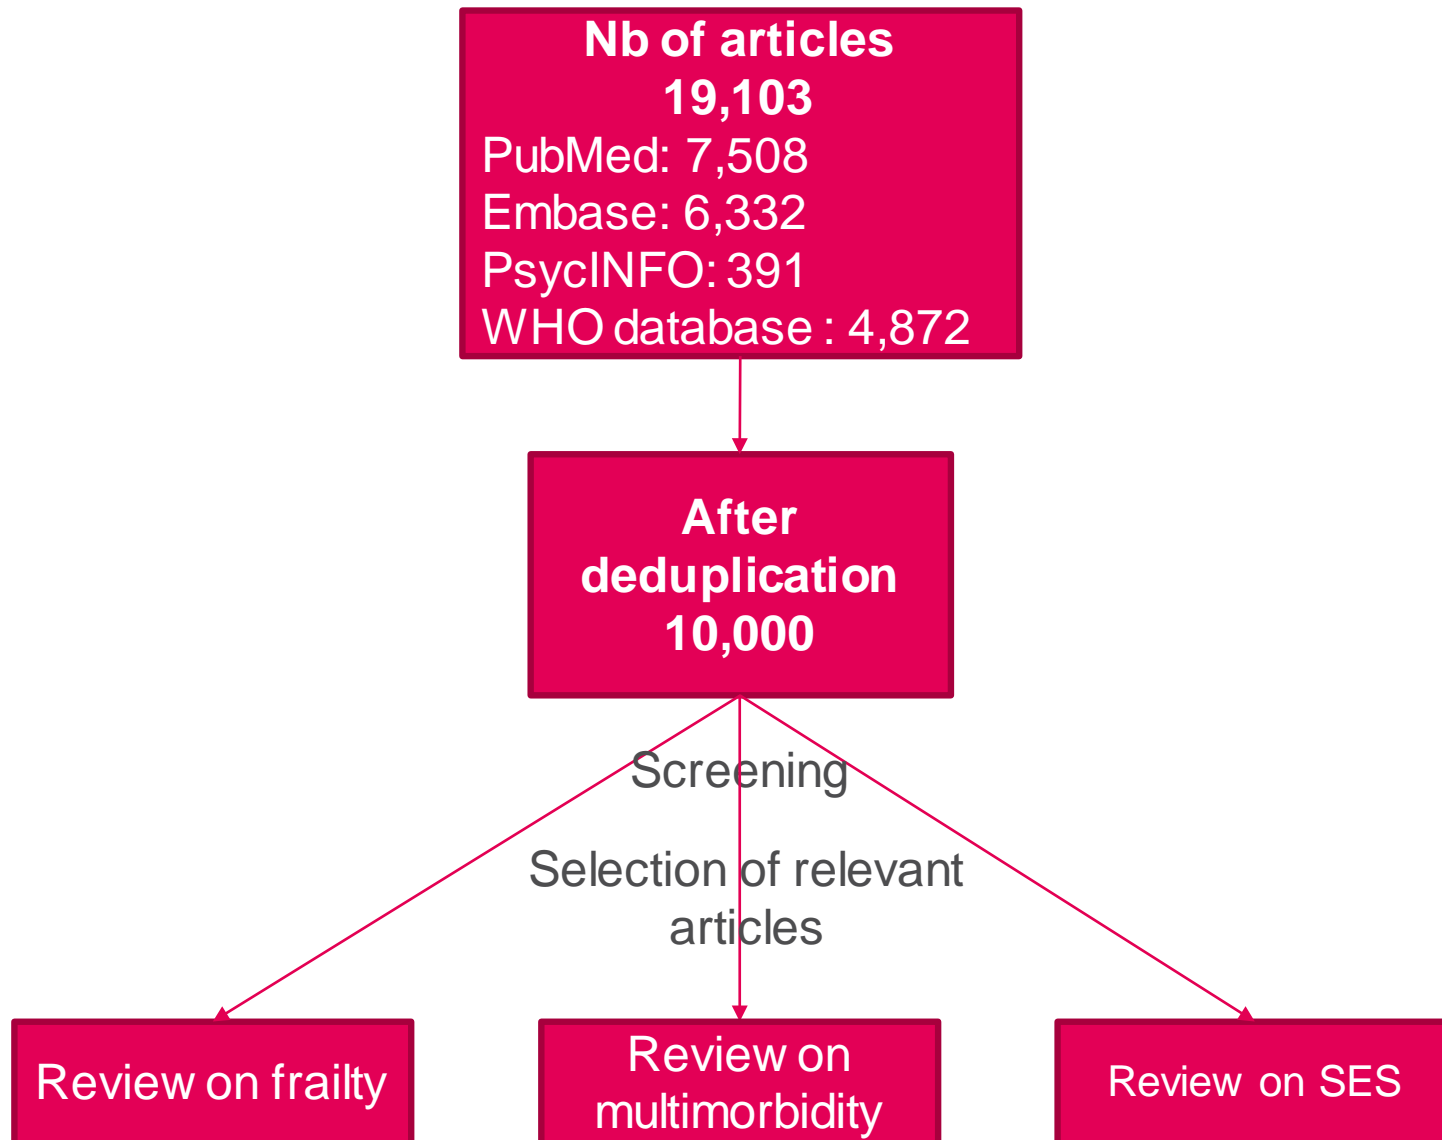 Nb of articles
19,103
PubMed: 7,508
Embase: 6,332
PsycINFO: 391
WHO database : 4,872
After
deduplication
10,000
Screening
Selection of relevant
articles
Review on frailty
Review on
multimorbidity
Review on SES